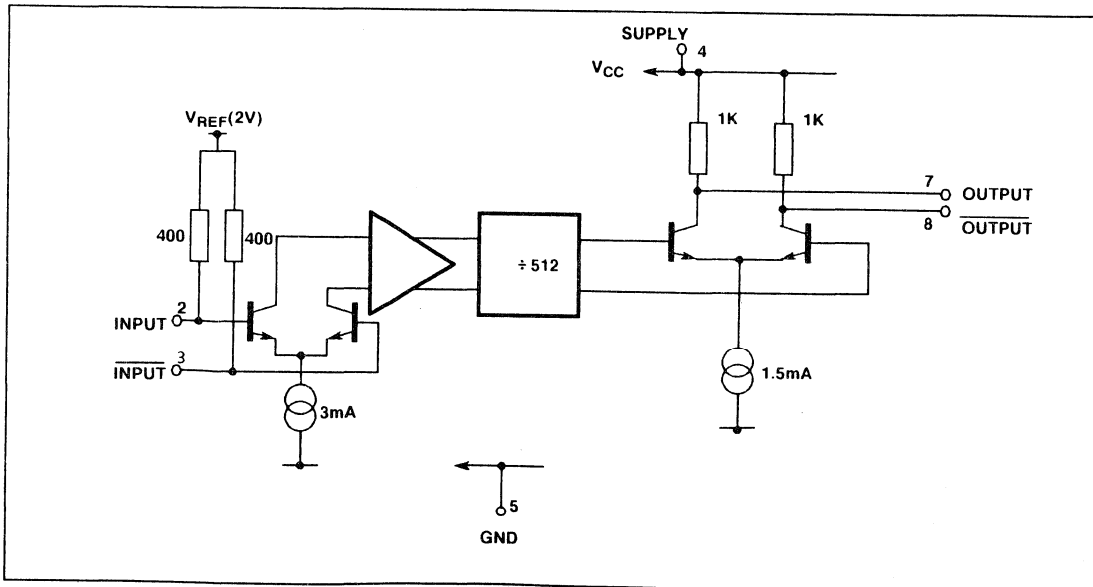 SUPPLY
4
VCC
1K
1K
VREF(2V)
400
400
7
OUTPUT
8
OUTPUT
÷512
2
INPUT
3
INPUT
3mA
1.5mA
5
GND